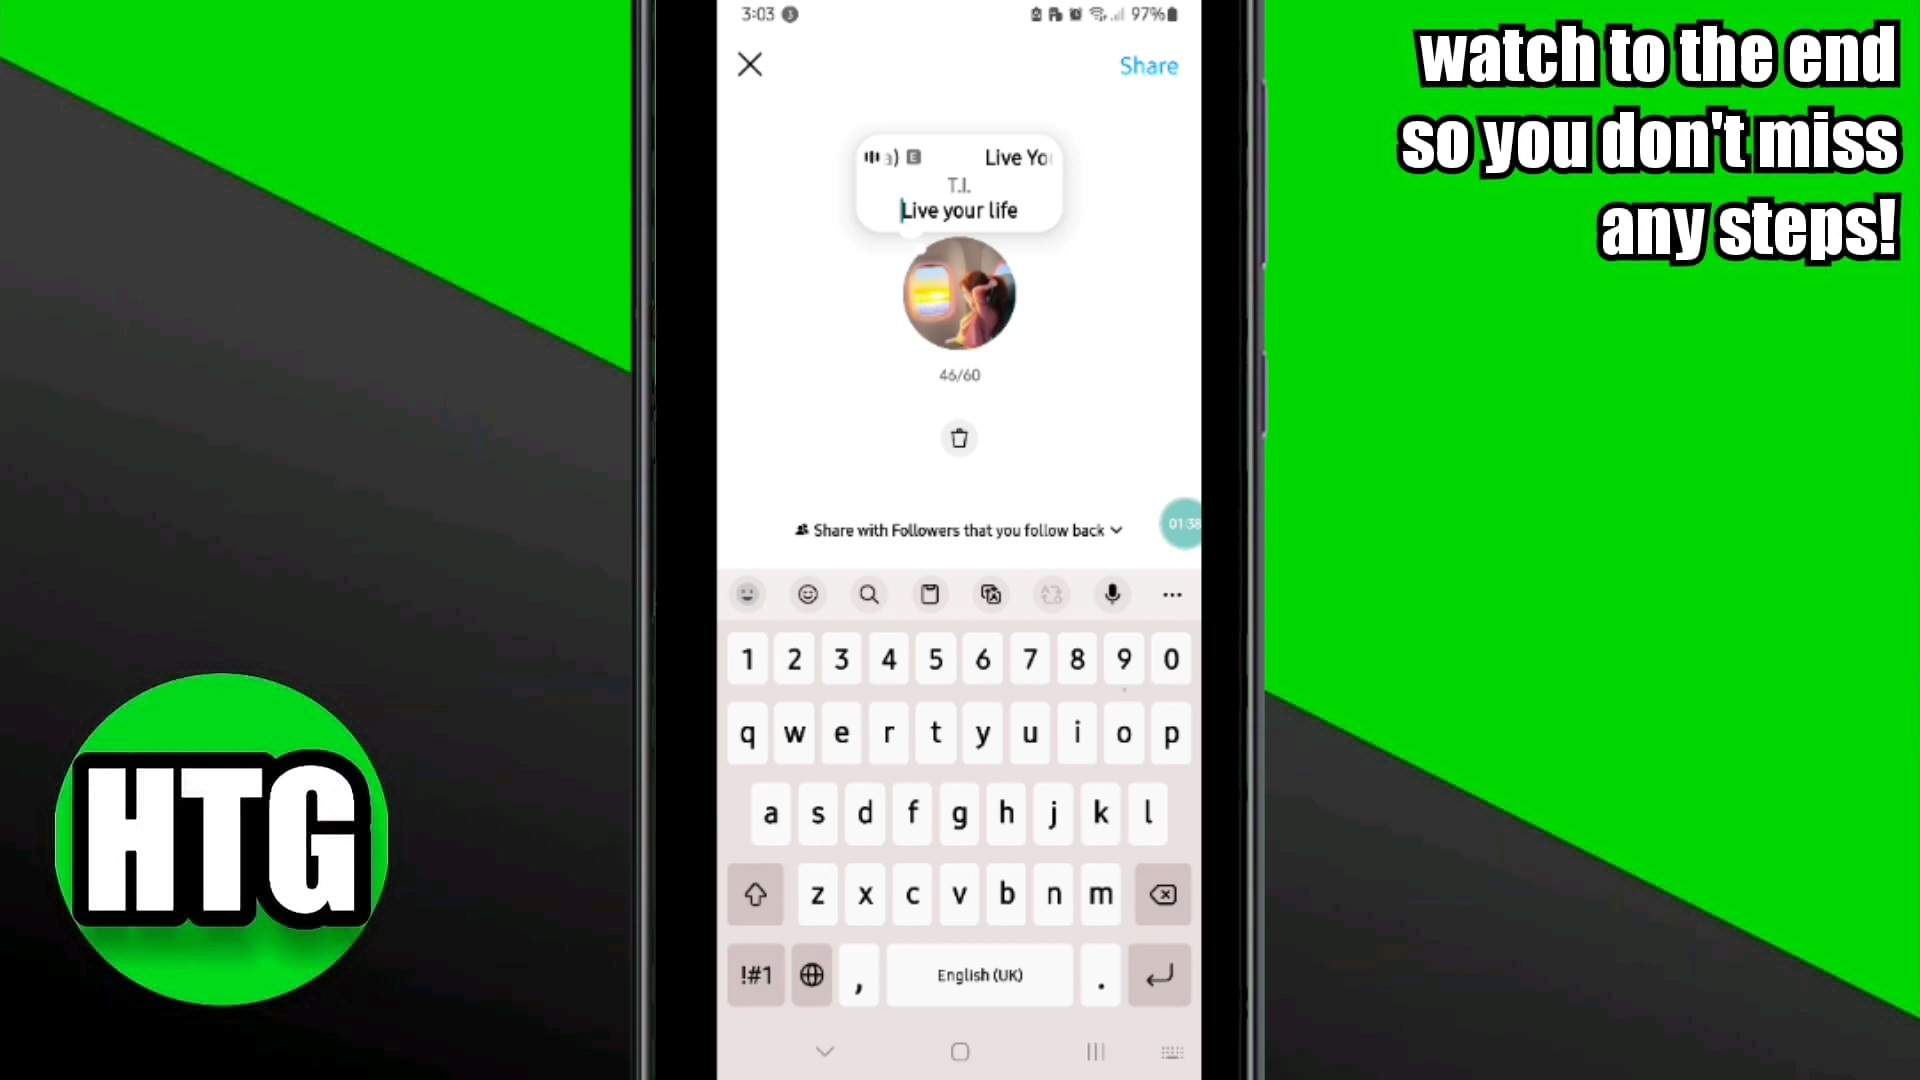 3:03
97%
watch to the end
so you don't miss
any steps!
Share
a) E Live Yo
T.I.
Live your life
46/60
Share with Followers that you follow back
01:38
1 2 3 4 5 6 7 8 9 0
q w e r t y u i o p
a s d f g h j k l
z x c v b n m
!#1 , English (UK) .
HTG